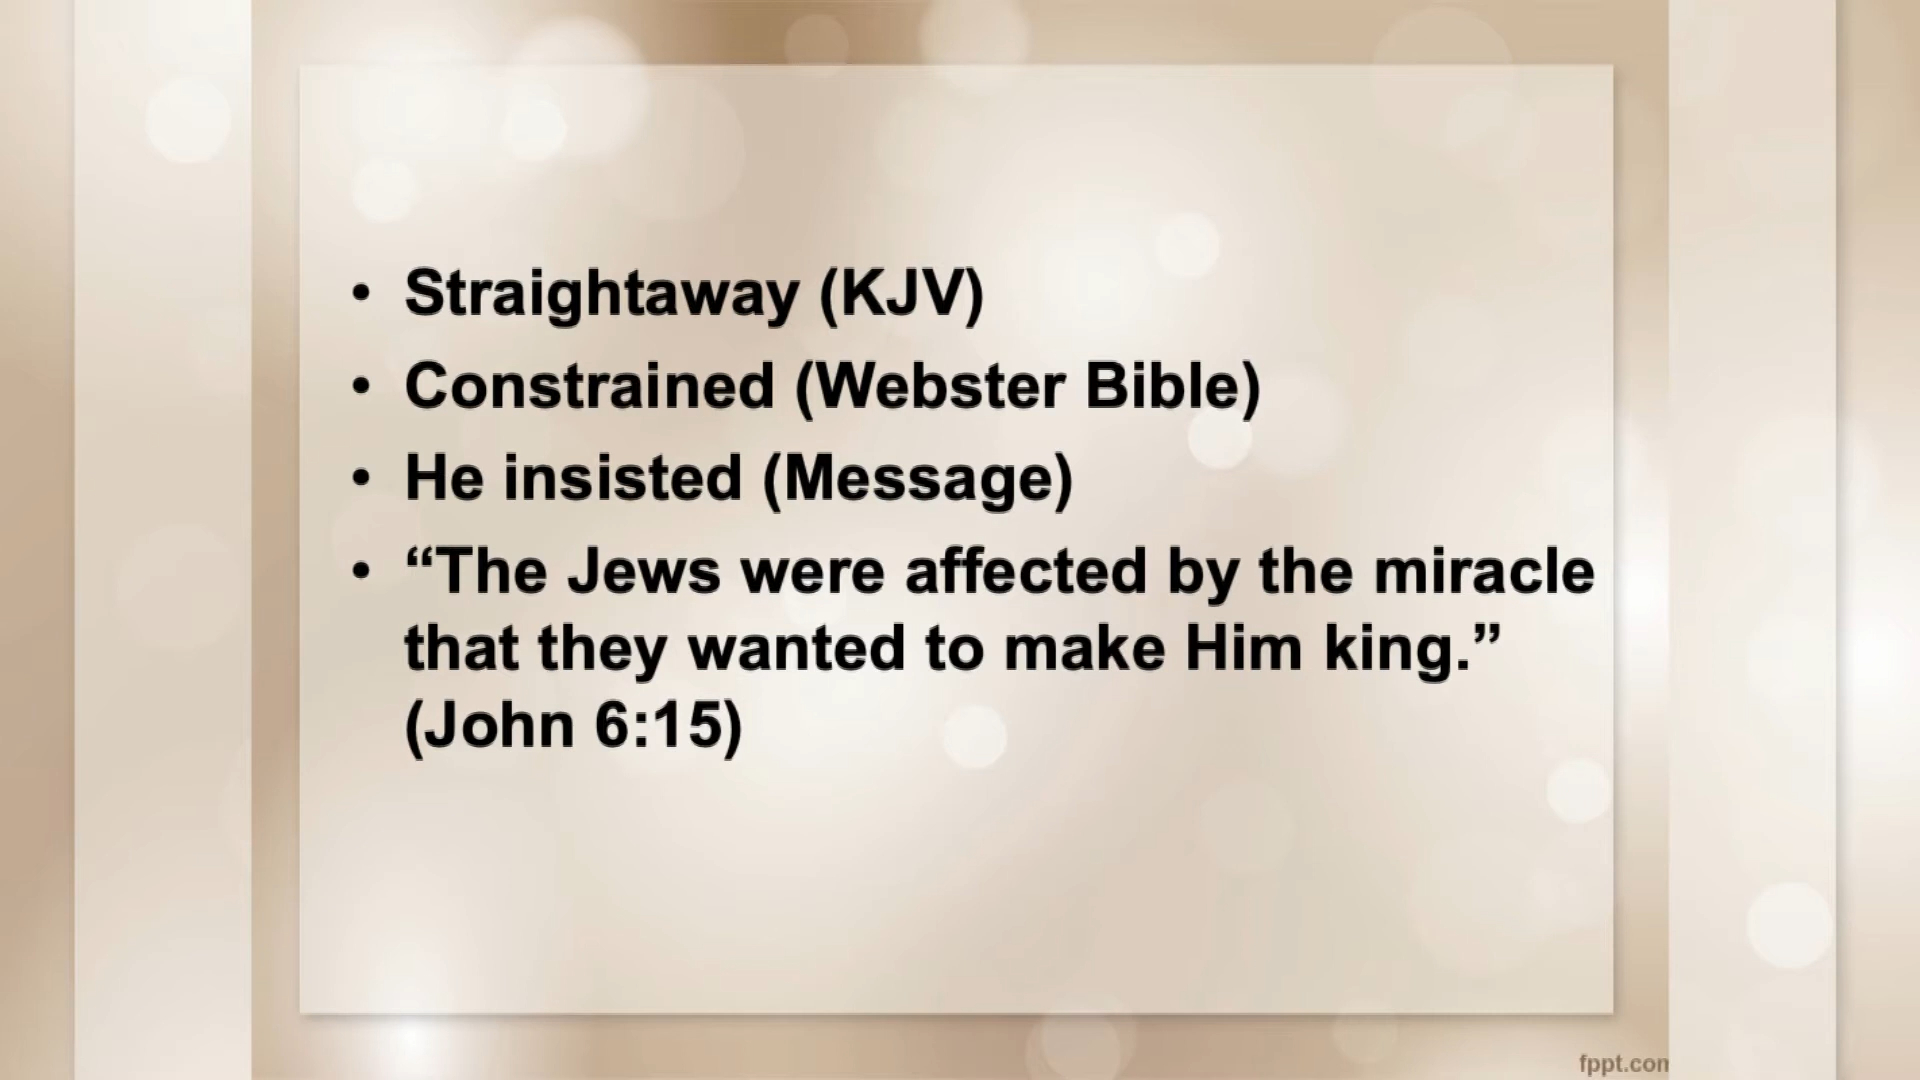 • Straightaway (KJV)
• Constrained (Webster Bible)
• He insisted (Message)
• “The Jews were affected by the miracle
that they wanted to make Him king.”
(John 6:15)
fppt.com